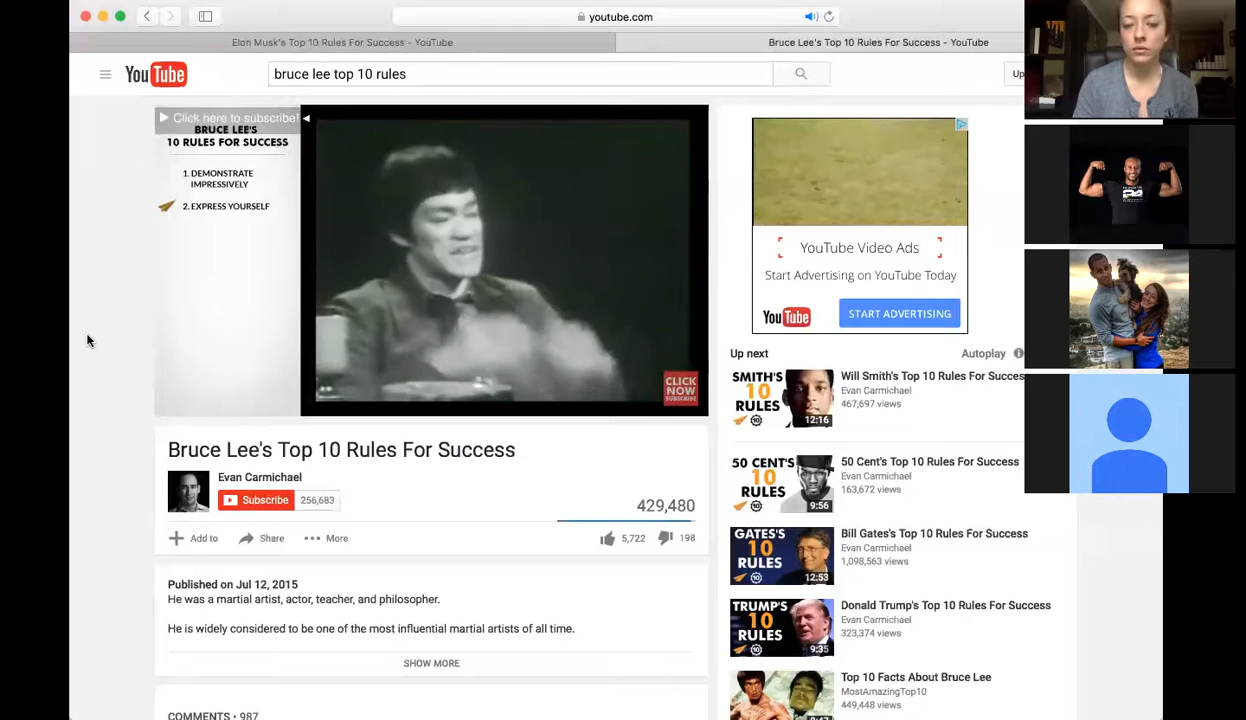 youtube.com
Elon Musk's Top 10 Rules For Success - YouTube
Bruce Lee's Top 10 Rules For Success - YouTube
YouTube
bruce lee top 10 rules
Up
Click here to subscribe!
BRUCE LEE'S
10 RULES FOR SUCCESS
1. DEMONSTRATE
IMPRESSIVELY
2. EXPRESS YOURSELF
CLICK
NOW
SUBSCRIBE
Bruce Lee's Top 10 Rules For Success
Evan Carmichael
Subscribe 256,683
429,480
Add to Share More
5,722 198
Published on Jul 12, 2015
He was a martial artist, actor, teacher, and philosopher.
He is widely considered to be one of the most influential martial artists of all time.
SHOW MORE
COMMENTS • 987
YouTube Video Ads
Start Advertising on YouTube Today
YouTube START ADVERTISING
Up next Autoplay
SMITH'S
10
RULES
12:16
Will Smith's Top 10 Rules For Succes
Evan Carmichael
467,697 views
50 CENT'S
10
RULES
9:56
50 Cent's Top 10 Rules For Success
Evan Carmichael
163,672 views
GATES'S
10
RULES
12:53
Bill Gates's Top 10 Rules For Success
Evan Carmichael
1,098,563 views
TRUMP'S
10
RULES
9:35
Donald Trump's Top 10 Rules For Success
Evan Carmichael
323,374 views
Top 10 Facts About Bruce Lee
MostAmazingTop10
449,448 views